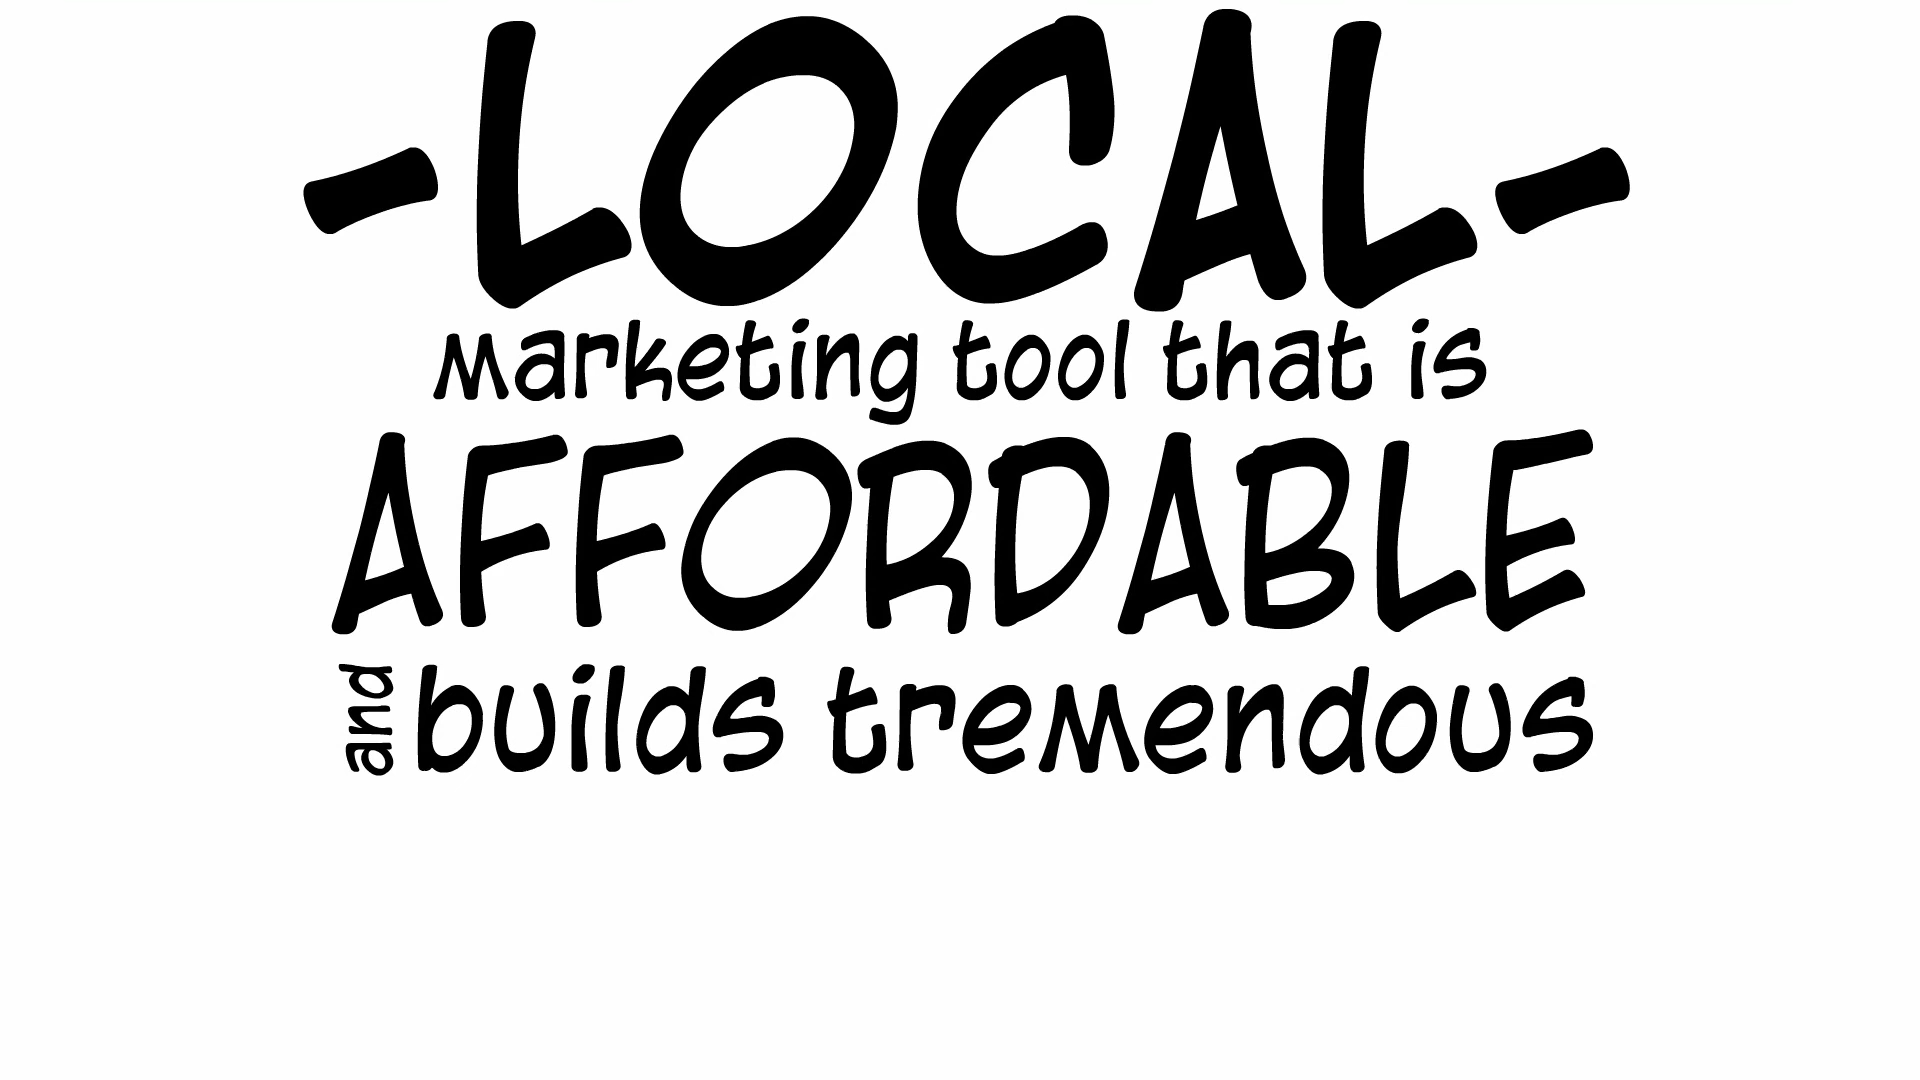 -LOCAL-
marketing tool that is
AFFORDABLE
and builds tremendous